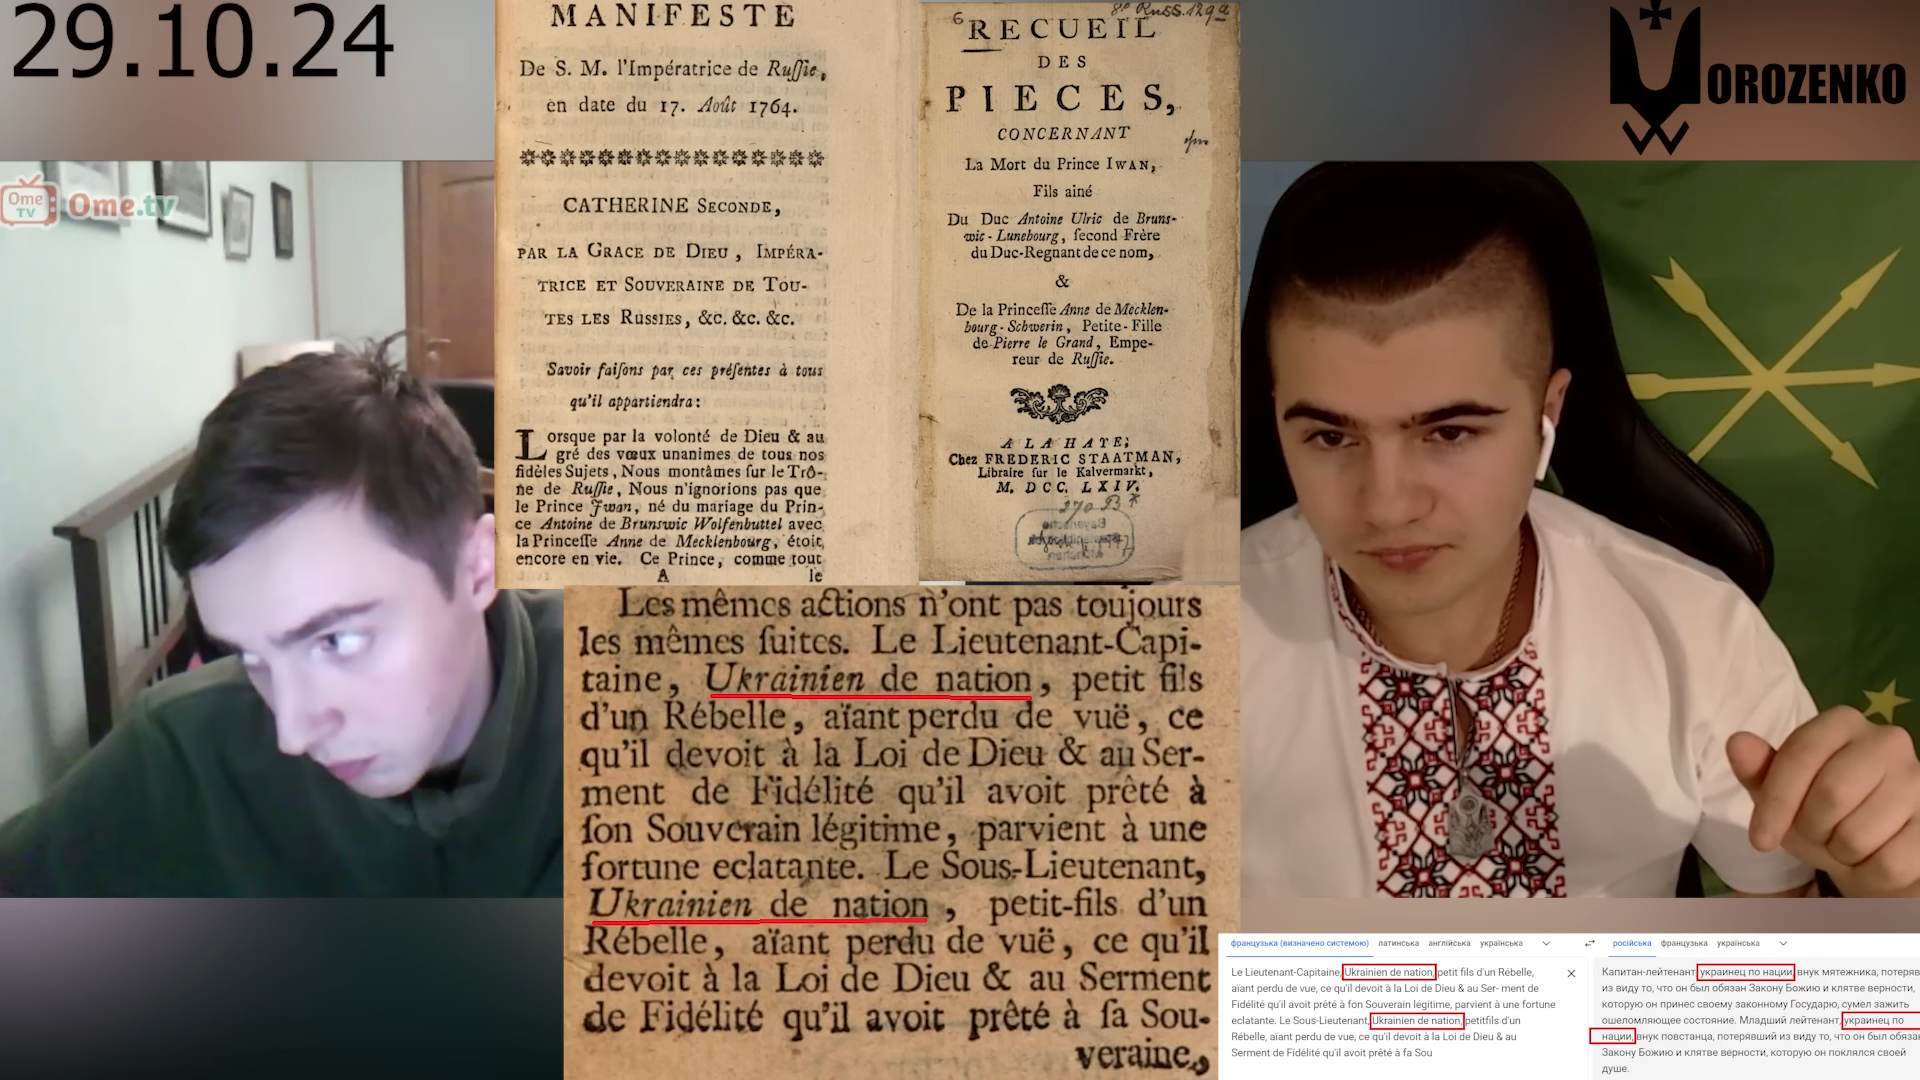 29.10.24
Ome
TV
Ome.tv
MANIFESTE
De S. M. l'Impératrice de Ruſſie,
en date du 17. Août 1764.
CATHERINE SECONDE,
PAR LA GRACE DE DIEU, IMPÉRA-
TRICE ET SOUVERAINE DE TOU-
TES LES RUSSIES, &c. &c. &c.
Savoir faiſons par ces préſentes à tous
qu'il appartiendra:
Lorsque par la volonté de Dieu & au
gré des vœux unanimes de tous nos
fidèles Sujets, Nous montâmes ſur le Trô-
ne de Ruſſie, Nous n'ignorions pas que
le Prince Jwan, né du mariage du Prin-
ce Antoine de Brunswic Wolfenbuttel avec
la Princeſſe Anne de Mecklenbourg, étoit
encore en vie. Ce Prince, comme tout
A le
6
8° Russ. 129 a
RECUEIL
DES
PIECES,
CONCERNANT
La Mort du Prince IWAN,
Fils ainé
Du Duc Antoine Ulric de Bruns-
wic-Lunebourg, ſecond Frère
du Duc-Regnant de ce nom,
&
De la Princeſſe Anne de Mecklen-
bourg-Schwerin, Petite-Fille
de Pierre le Grand, Empe-
reur de Ruſſie.
A LA HAYE;
Chez FREDERIC STAATMAN,
Libraire ſur le Kalvermarkt,
M. DCC. LXIV.
370 B*
OROZENKO
Les mêmes actions n'ont pas toujours
les mêmes ſuites. Le Lieutenant-Capi-
taine, Ukrainien de nation, petit fils
d'un Rébelle, aïant perdu de vuë, ce
qu'il devoit à la Loi de Dieu & au Ser-
ment de Fidélité qu'il avoit prêté à
ſon Souverain légitime, parvient à une
fortune eclatante. Le Sous-Lieutenant,
Ukrainien de nation, petit-fils d'un
Rébelle, aïant perdu de vuë, ce qu'il
devoit à la Loi de Dieu & au Serment
de Fidélité qu'il avoit prêté à ſa Sou-
veraine,
французька (визначено системою) латинська англійська українська
Le Lieutenant-Capitaine, Ukrainien de nation, petit fils d'un Rébelle,
aïant perdu de vue, ce qu'il devoit à la Loi de Dieu & au Ser- ment de
Fidélité qu'il avoit prêté à fon Souverain légitime, parvient à une fortune
eclatante. Le Sous-Lieutenant, Ukrainien de nation, petitfils d'un
Rébelle, aïant perdu de vue, ce qu'il devoit à la Loi de Dieu & au
Serment de Fidélité qu'il avoit prêté à fa Sou
російська французька українська
Капитан-лейтенант, украинец по нации, внук мятежника, потеряв
из виду то, что он был обязан Закону Божию и клятве верности,
которую он принес своему законному Государю, сумел зажить
ошеломляющее состояние. Младший лейтенант, украинец по
нации, внук повстанца, потерявший из виду то, что он был обязан
Закону Божию и клятве верности, которую он поклялся своей
душе.